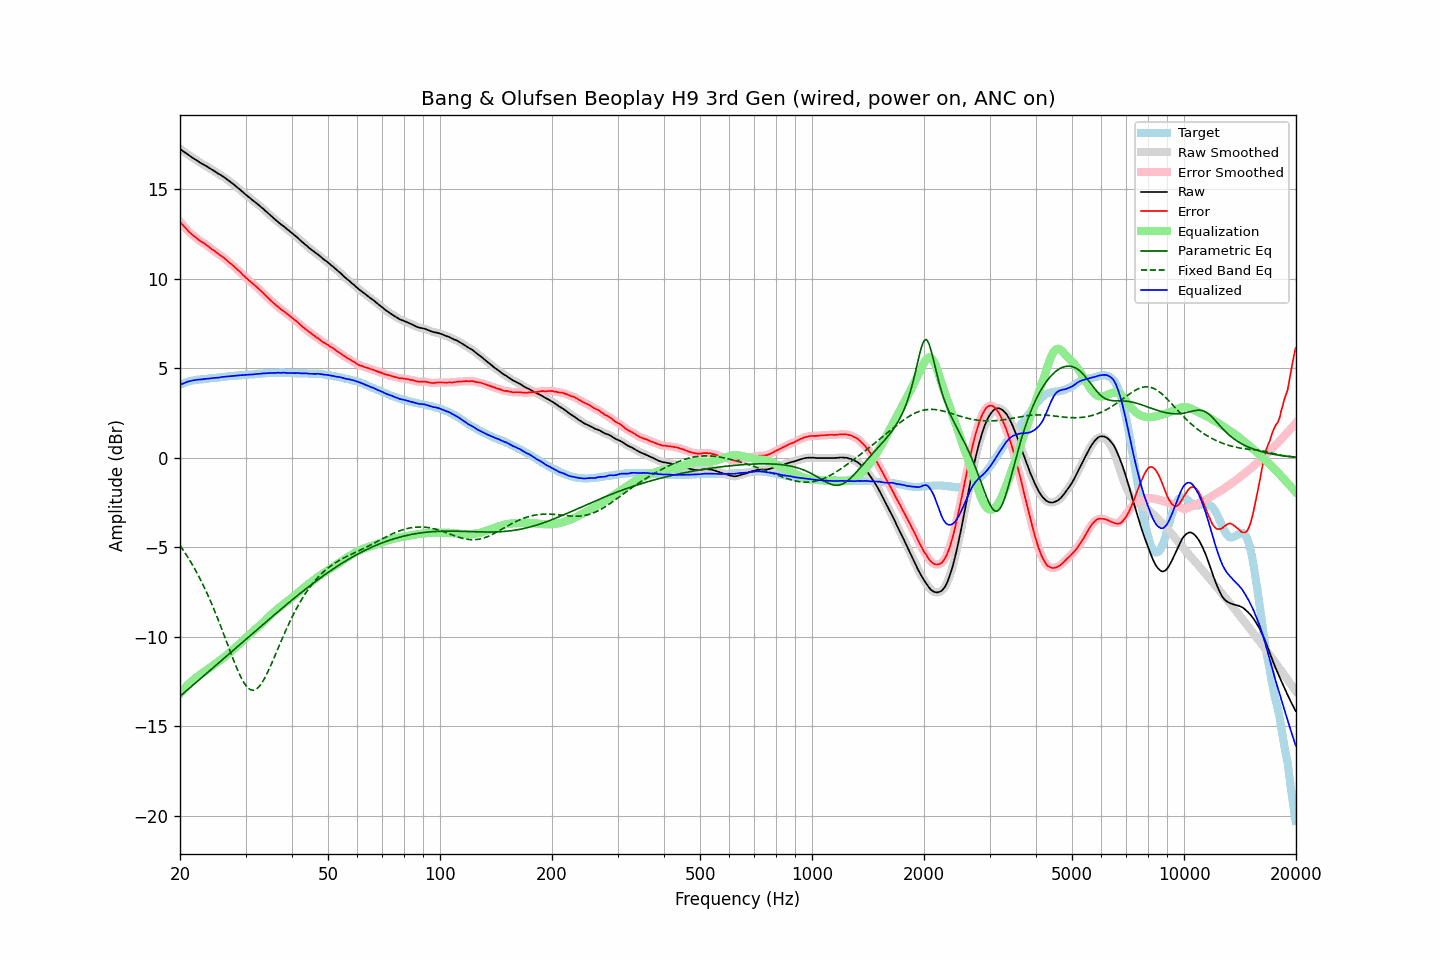 Bang & Olufsen Beoplay H9 3rd Gen (wired, power on, ANC on)
Target
Raw Smoothed
Error Smoothed
Raw
Error
Equalization
Parametric Eq
Fixed Band Eq
Equalized
Amplitude (dBr)
15
10
5
0
−5
−10
−15
−20
20 50 100 200 500 1000 2000 5000 10000 20000
Frequency (Hz)